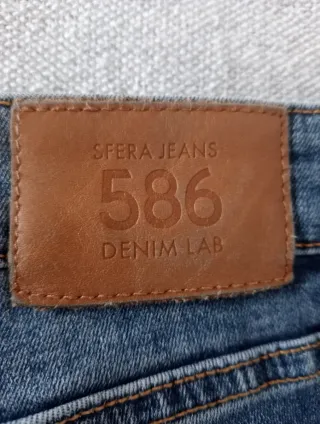 SFERA JEANS
586
DENIM LAB